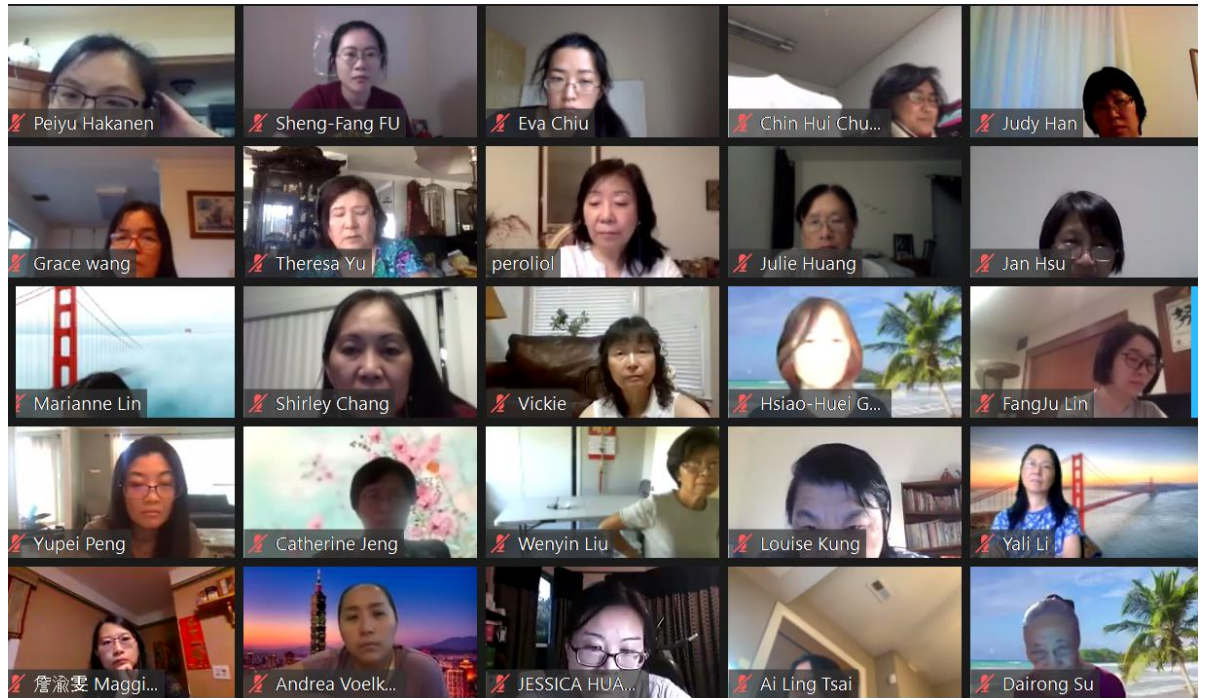 Peiyu Hakanen
Sheng-Fang FU
Eva Chiu
Chin Hui Chu...
Judy Han
Grace wang
Theresa Yu
peroliol
Julie Huang
Jan Hsu
Marianne Lin
Shirley Chang
Vickie
Hsiao-Huei G...
FangJu Lin
Yupei Peng
Catherine Jeng
Wenyin Liu
Louise Kung
Yali Li
詹渝雯 Maggi...
Andrea Voelk...
JESSICA HUA...
Ai Ling Tsai
Dairong Su